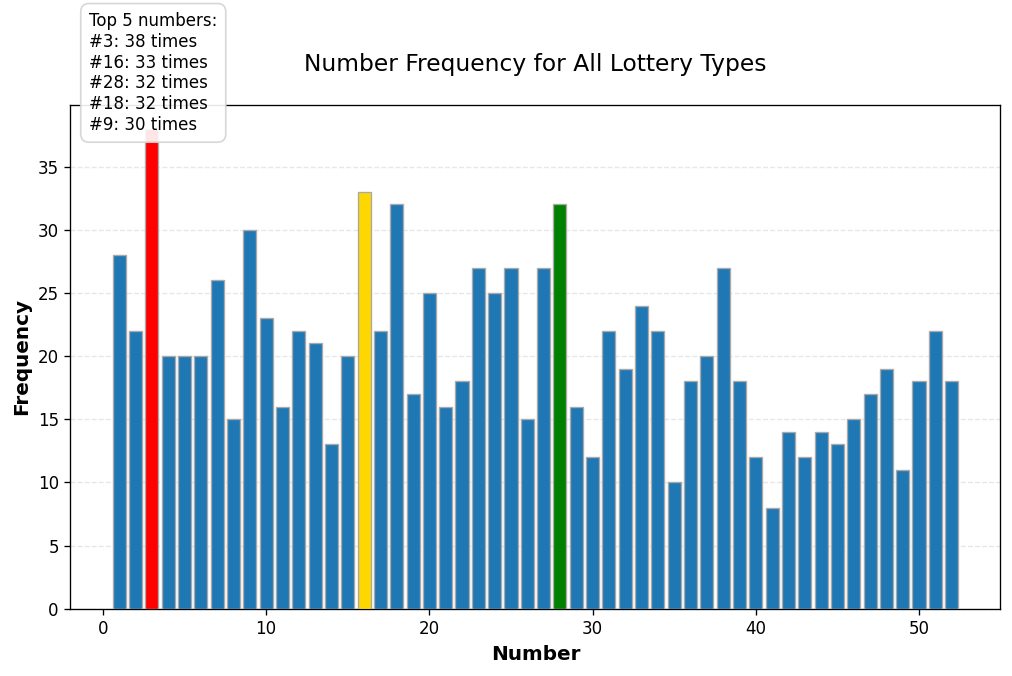 Top 5 numbers:
#3: 38 times
#16: 33 times
#28: 32 times
#18: 32 times
#9: 30 times
Number Frequency for All Lottery Types
Frequency
35
30
25
20
15
10
5
0
0 10 20 30 40 50
Number